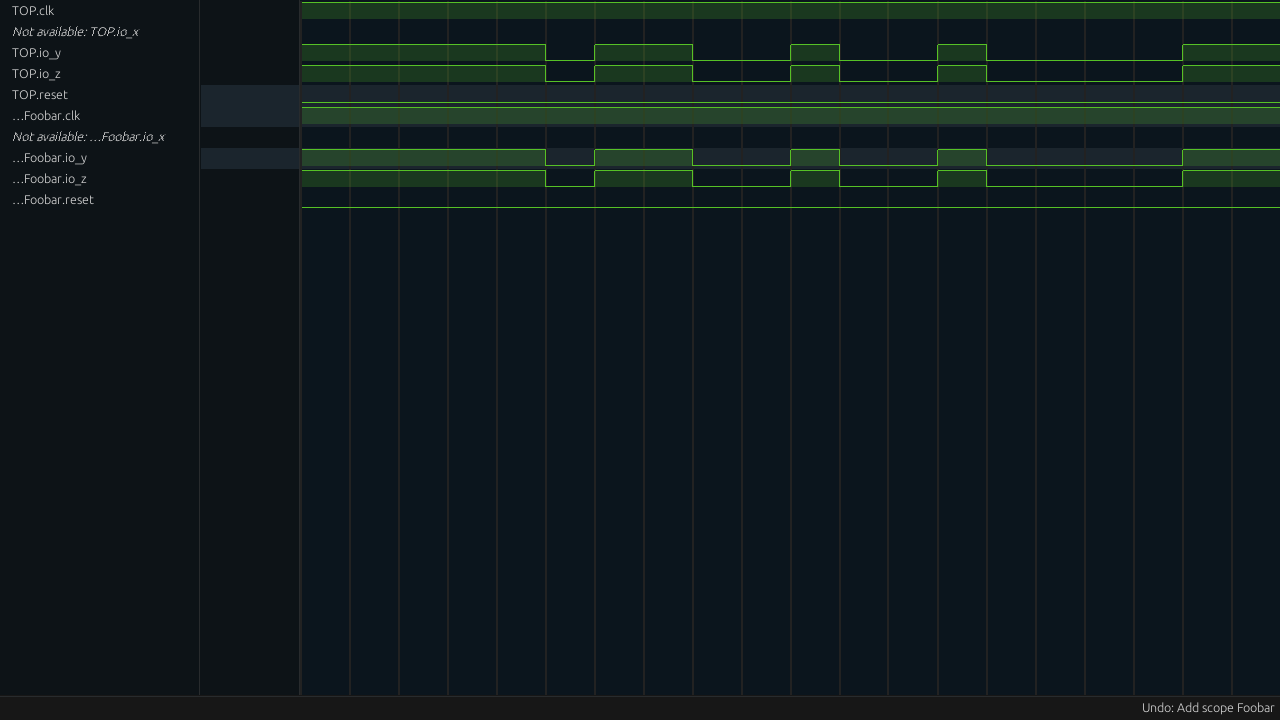 TOP.clk
Not available: TOP.io_x
TOP.io_y
TOP.io_z
TOP.reset
…Foobar.clk
Not available: …Foobar.io_x
…Foobar.io_y
…Foobar.io_z
…Foobar.reset
Undo: Add scope Foobar